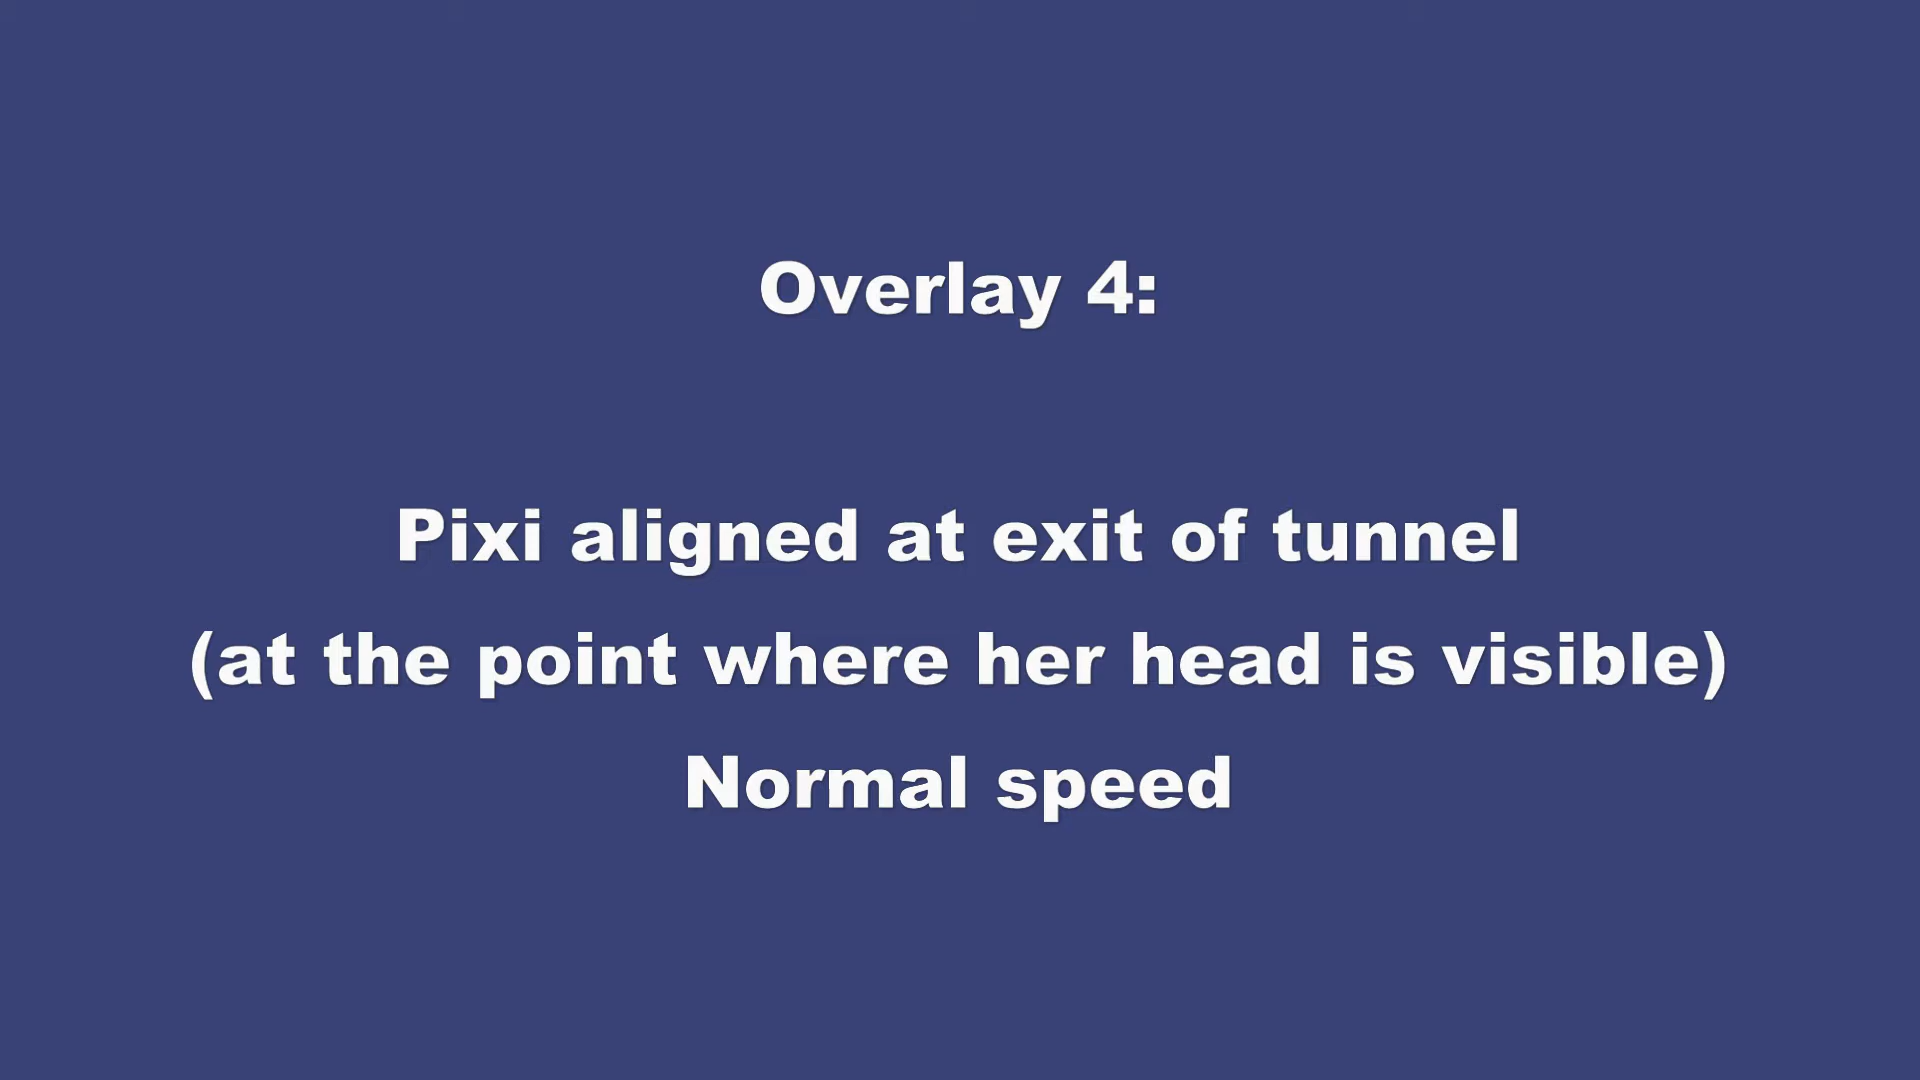 Overlay 4:
Pixi aligned at exit of tunnel
(at the point where her head is visible)
Normal speed